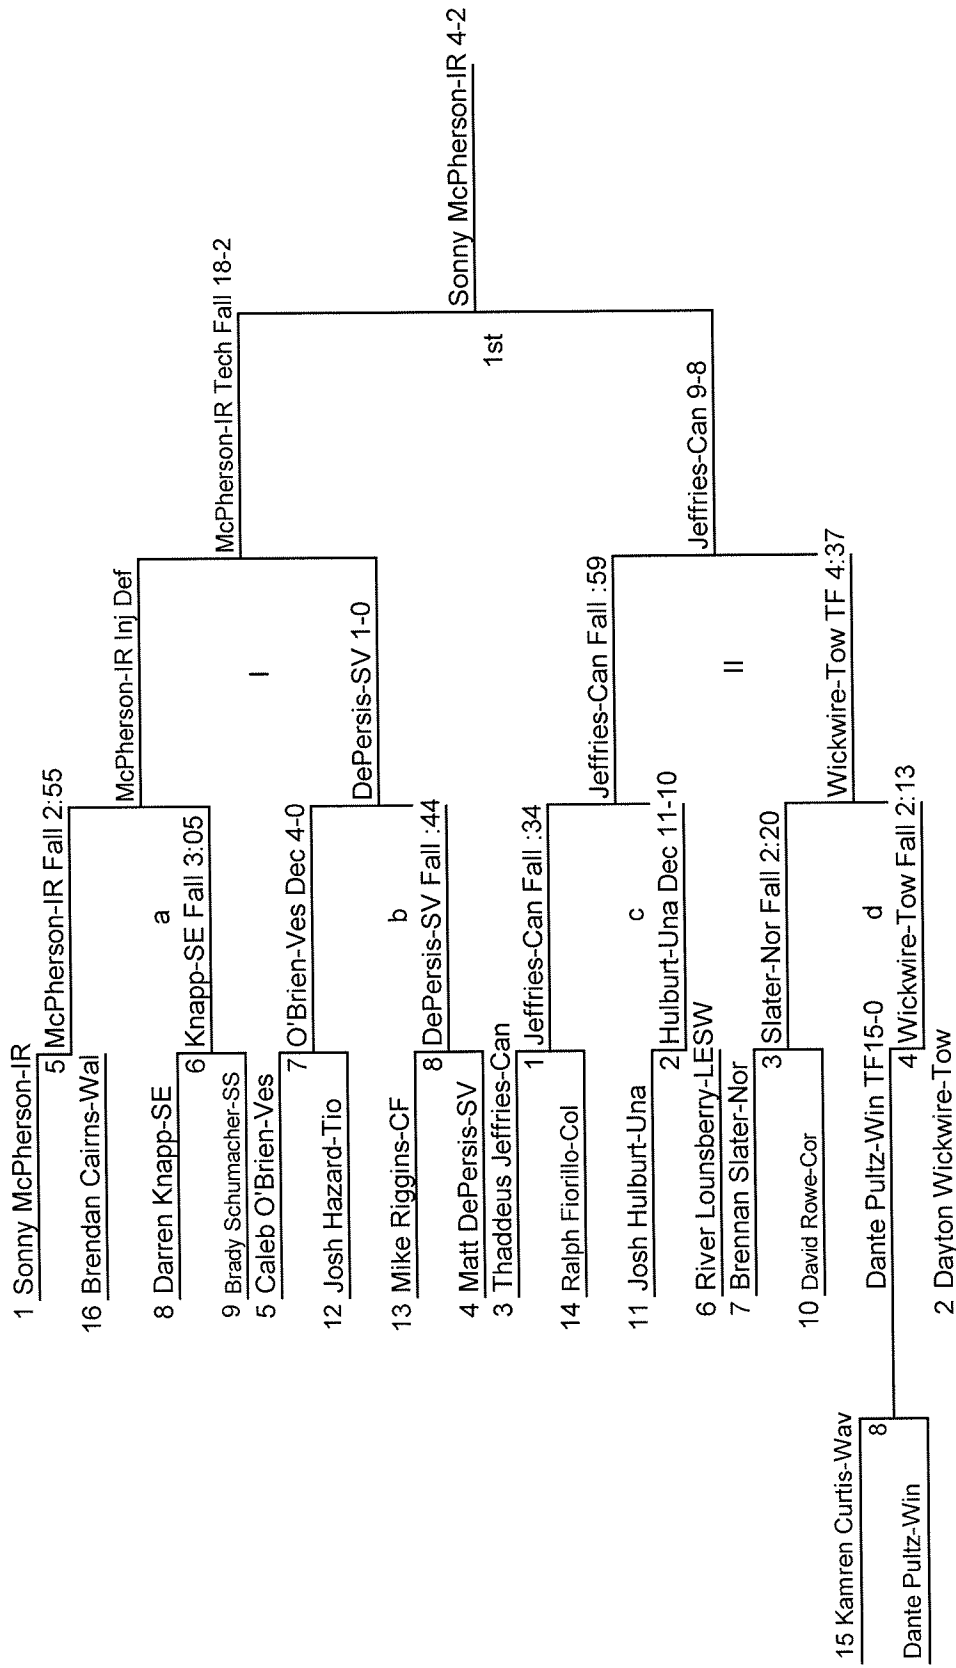 1 Sonny McPherson-IR
5
McPherson-IR Fall 2:55
16 Brendan Cairns-Wal
McPherson-IR Inj Def
8 Darren Knapp-SE
a
6
Knapp-SE Fall 3:05
9 Brady Schumacher-SS
McPherson-IR Tech Fall 18-2
I
5 Caleb O'Brien-Ves
7
O'Brien-Ves Dec 4-0
12 Josh Hazard-Tio
DePersis-SV 1-0
13 Mike Riggins-CF
b
8
DePersis-SV Fall :44
4 Matt DePersis-SV
Sonny McPherson-IR 4-2
1st
3 Thaddeus Jeffries-Can
1
Jeffries-Can Fall :34
14 Ralph Fiorillo-Col
Jeffries-Can Fall :59
11 Josh Hulburt-Una
c
2
Hulburt-Una Dec 11-10
6 River Lounsberry-LESW
Jeffries-Can 9-8
II
7 Brennan Slater-Nor
3
Slater-Nor Fall 2:20
10 David Rowe-Cor
Wickwire-Tow TF 4:37
15 Kamren Curtis-Wav
8
Dante Pultz-Win TF15-0
d
Dante Pultz-Win
4
Wickwire-Tow Fall 2:13
2 Dayton Wickwire-Tow